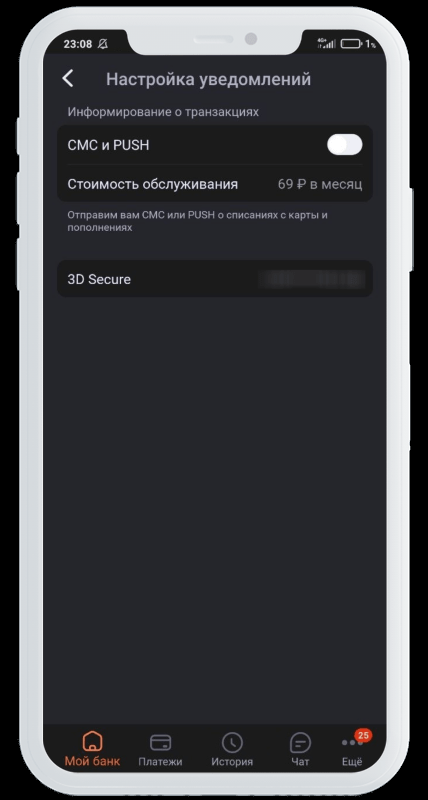 23:08 4G+ 1%
Настройка уведомлений
Информирование о транзакциях
СМС и PUSH
Стоимость обслуживания 69 ₽ в месяц
Отправим вам СМС или PUSH о списаниях с карты и
пополнениях
3D Secure
25
Мой банк Платежи История Чат Ещё